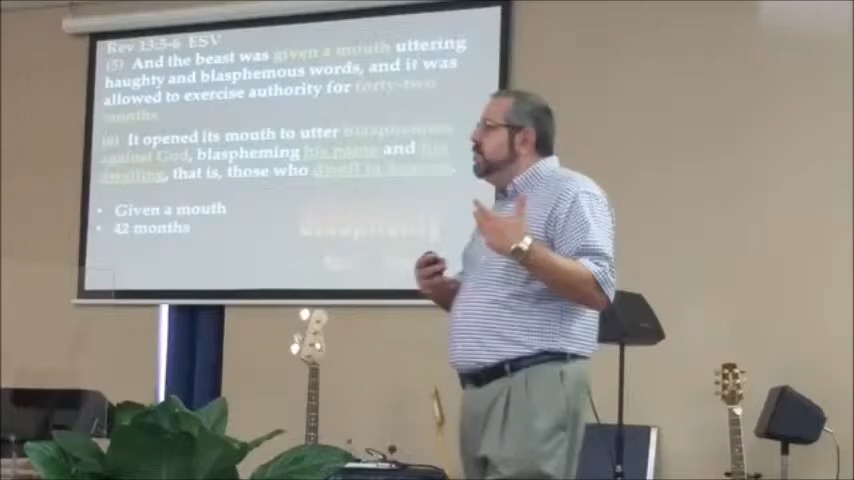 Rev 13:5-6 ESV
(5) And the beast was given a mouth uttering
haughty and blasphemous words, and it was
allowed to exercise authority for forty-two
months
(6) It opened its mouth to utter blasphemies
against God, blaspheming his name and his
dwelling, that is, those who dwell in heaven.
• Given a mouth
• 42 months
blasphemy